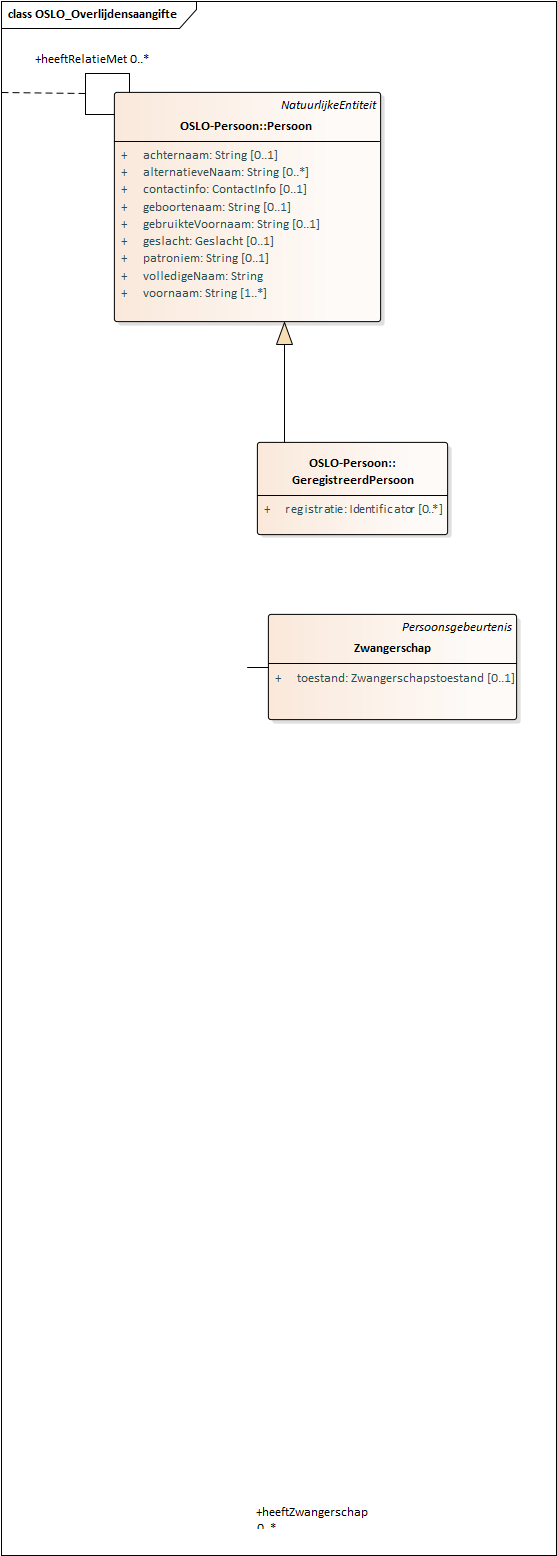 class OSLO_Overlijdensaangifte
+heeftRelatieMet 0..*
NatuurlijkeEntiteit
OSLO-Persoon::Persoon
+ achternaam: String [0..1]
+ alternatieveNaam: String [0..*]
+ contactinfo: ContactInfo [0..1]
+ geboortenaam: String [0..1]
+ gebruikteVoornaam: String [0..1]
+ geslacht: Geslacht [0..1]
+ patroniem: String [0..1]
+ volledigeNaam: String
+ voornaam: String [1..*]
OSLO-Persoon::
GeregistreerdPersoon
+ registratie: Identificator [0..*]
Persoonsgebeurtenis
Zwangerschap
+ toestand: Zwangerschapstoestand [0..1]
+heeftZwangerschap
0..*